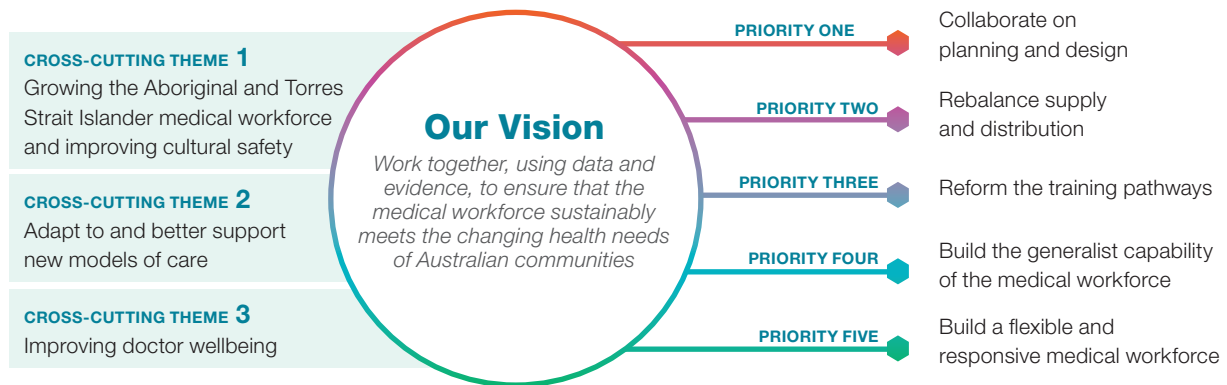 CROSS-CUTTING THEME 1
Growing the Aboriginal and Torres
Strait Islander medical workforce
and improving cultural safety
CROSS-CUTTING THEME 2
Adapt to and better support
new models of care
CROSS-CUTTING THEME 3
Improving doctor wellbeing
Our Vision
Work together, using data and
evidence, to ensure that the
medical workforce sustainably
meets the changing health needs
of Australian communities
PRIORITY ONE
Collaborate on
planning and design
PRIORITY TWO
Rebalance supply
and distribution
PRIORITY THREE
Reform the training pathways
PRIORITY FOUR
Build the generalist capability
of the medical workforce
PRIORITY FIVE
Build a flexible and
responsive medical workforce